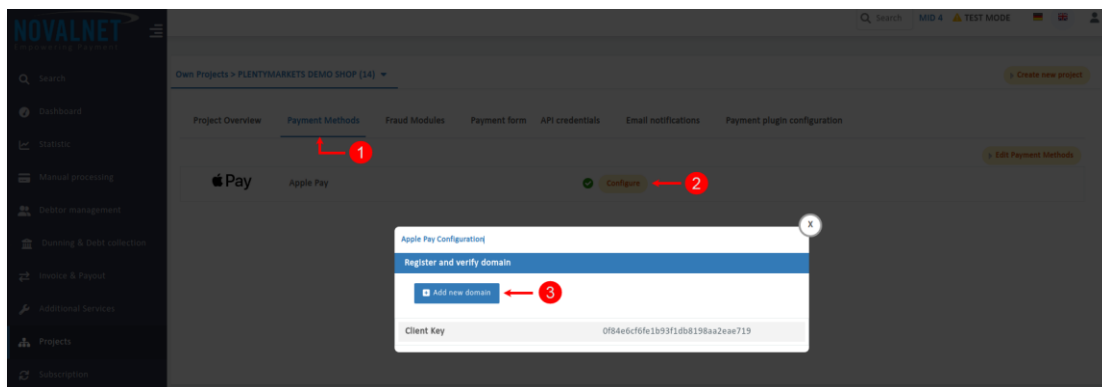 NOVALNET
Empowering Payment
Search MID 4 TEST MODE
Search
Own Projects > PLENTYMARKETS DEMO SHOP (14)
> Create new project
Dashboard
Project Overview Payment Methods Fraud Modules Payment form API credentials Email notifications Payment plugin configuration
Statistic
1
> Edit Payment Methods
Manual processing
Pay Apple Pay Configure 2
Debtor management
X
Apple Pay Configuration
Dunning & Debt collection
Register and verify domain
Invoice & Payout
Add new domain 3
Additional Services
Client Key 0f84e6cf6fe1b93f1db8198aa2eae719
Projects
Subscription